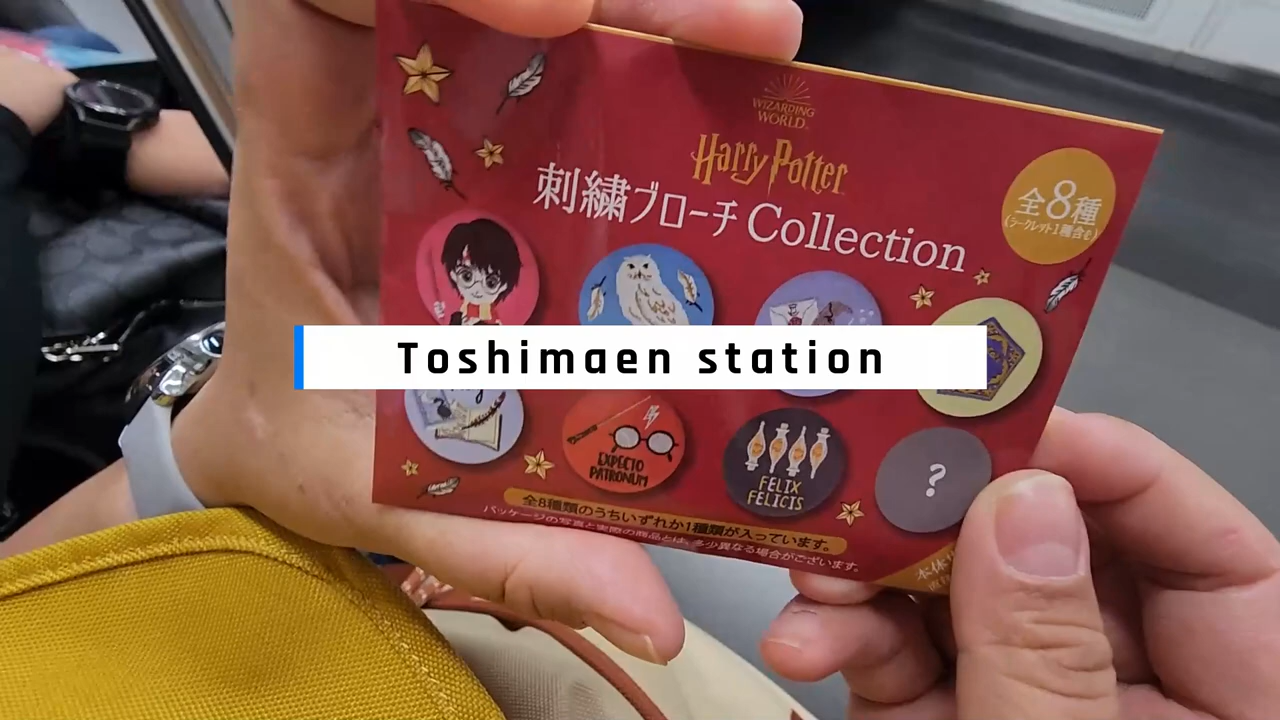 WIZARDING
WORLD
Harry Potter
刺繍ブローチ Collection
全8種
(シークレット1種含む)
Toshimaen station
EXPECTO
PATRONUM
FELIX
FELICIS
?
全8種類のうちいずれか1種類が入っています。
パッケージの写真と実際の商品とは、多少異なる場合がございます。